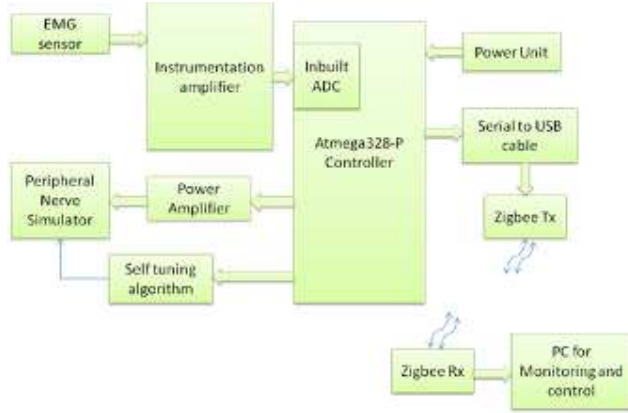 EMG
sensor
Instrumentation
amplifier
Inbuilt
ADC
Atmega328-P
Controller
Power Unit
Serial to USB
cable
Zigbee Tx
Peripheral
Nerve
Simulator
Power
Amplifier
Self tuning
algorithm
Zigbee Rx
PC for
Monitoring and
control